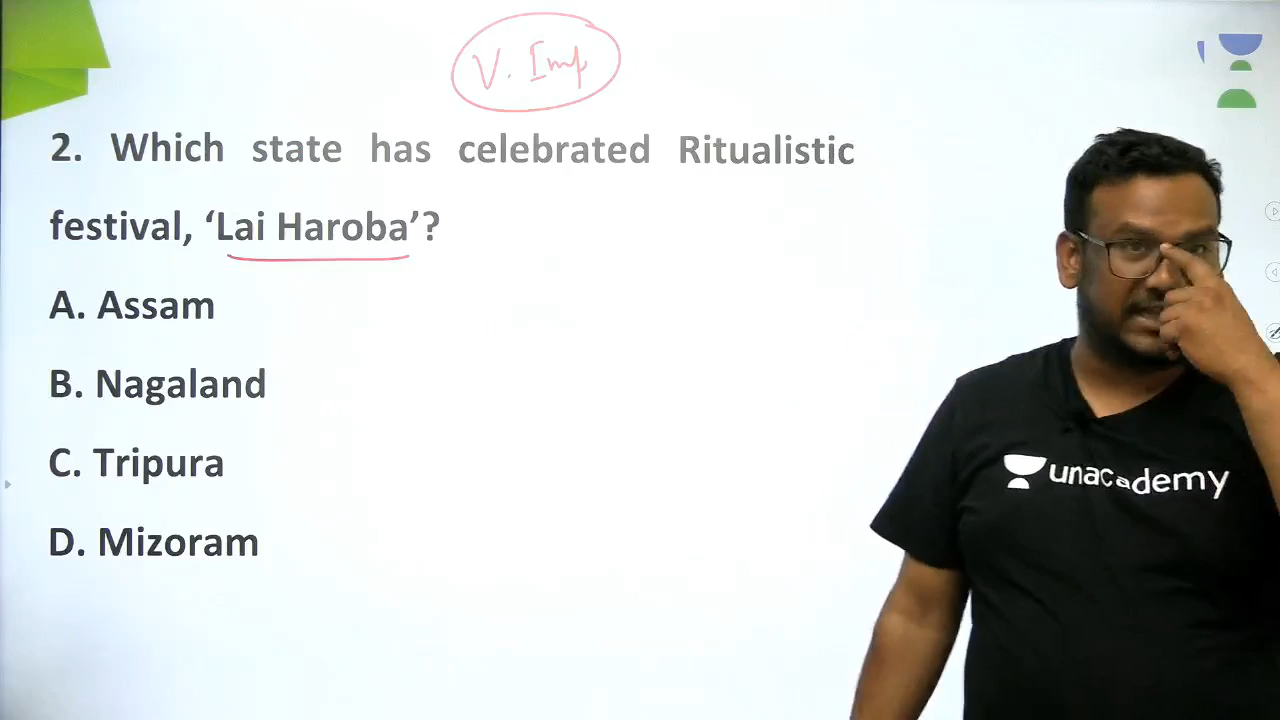 V. Imp
2. Which state has celebrated Ritualistic
festival, ‘Lai Haroba’?
A. Assam
B. Nagaland
C. Tripura
D. Mizoram
unacademy